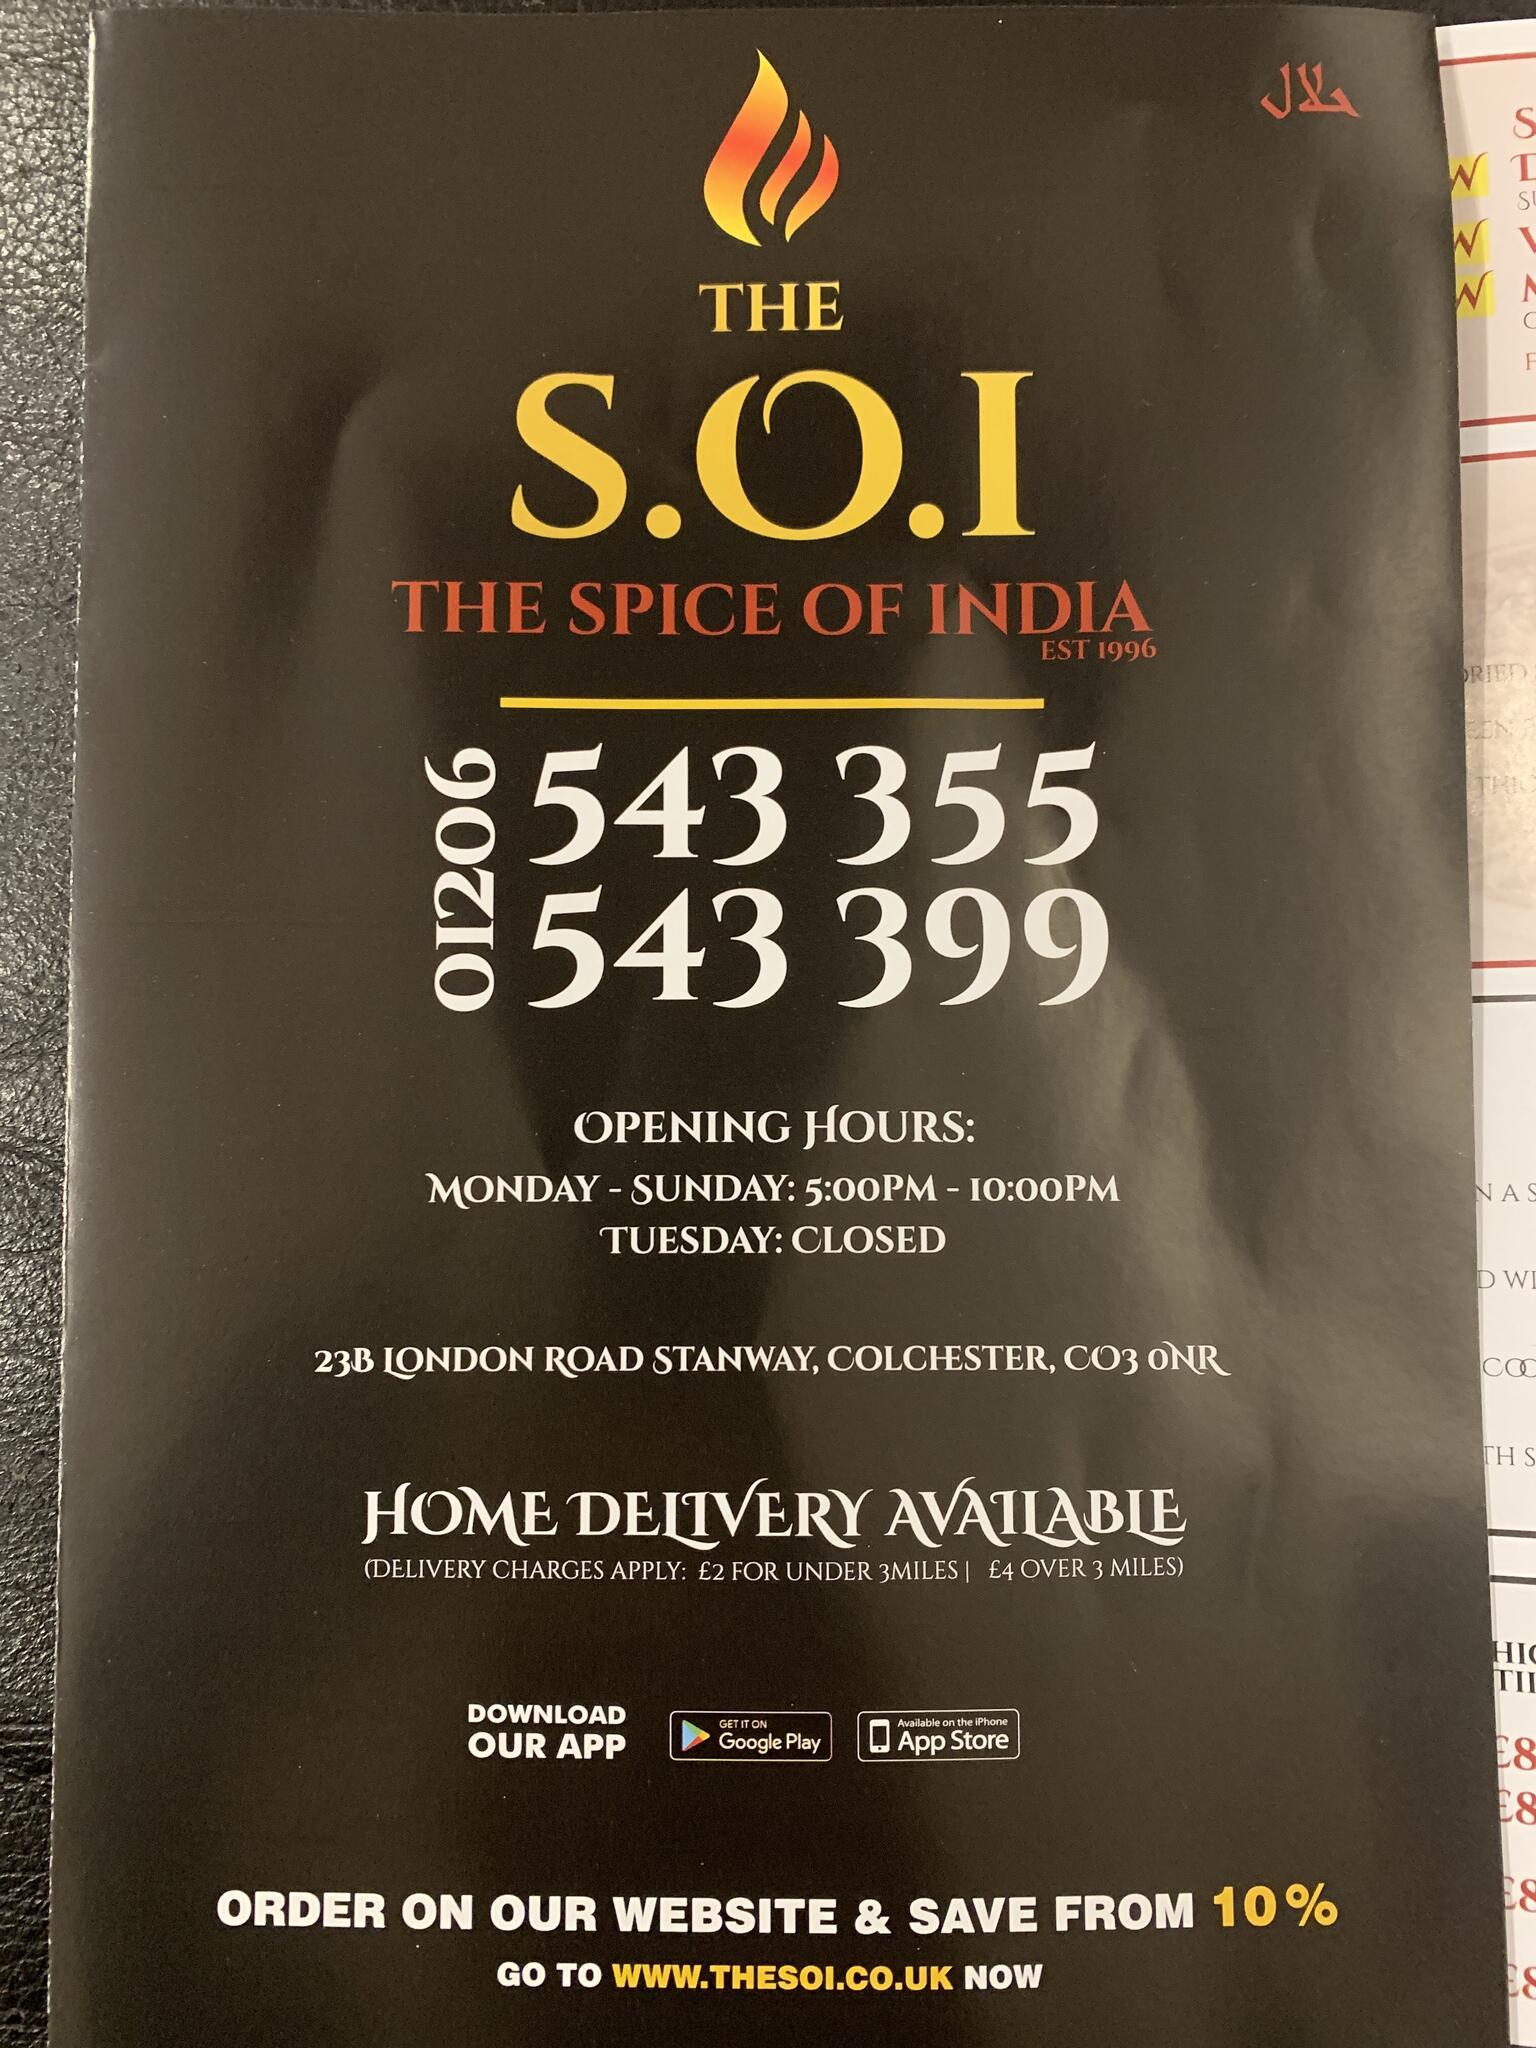 حلال
THE
S.O.I
THE SPICE OF INDIA
EST 1996
01206
543 355
543 399
OPENING HOURS:
MONDAY - SUNDAY: 5:00PM - 10:00PM
TUESDAY: CLOSED
23B LONDON ROAD STANWAY, COLCHESTER, CO3 0NR
HOME DELIVERY AVAILABLE
(DELIVERY CHARGES APPLY: £2 FOR UNDER 3MILES | £4 OVER 3 MILES)
DOWNLOAD
OUR APP
GET IT ON
Google Play
Available on the iPhone
App Store
ORDER ON OUR WEBSITE & SAVE FROM 10%
GO TO WWW.THESOI.CO.UK NOW